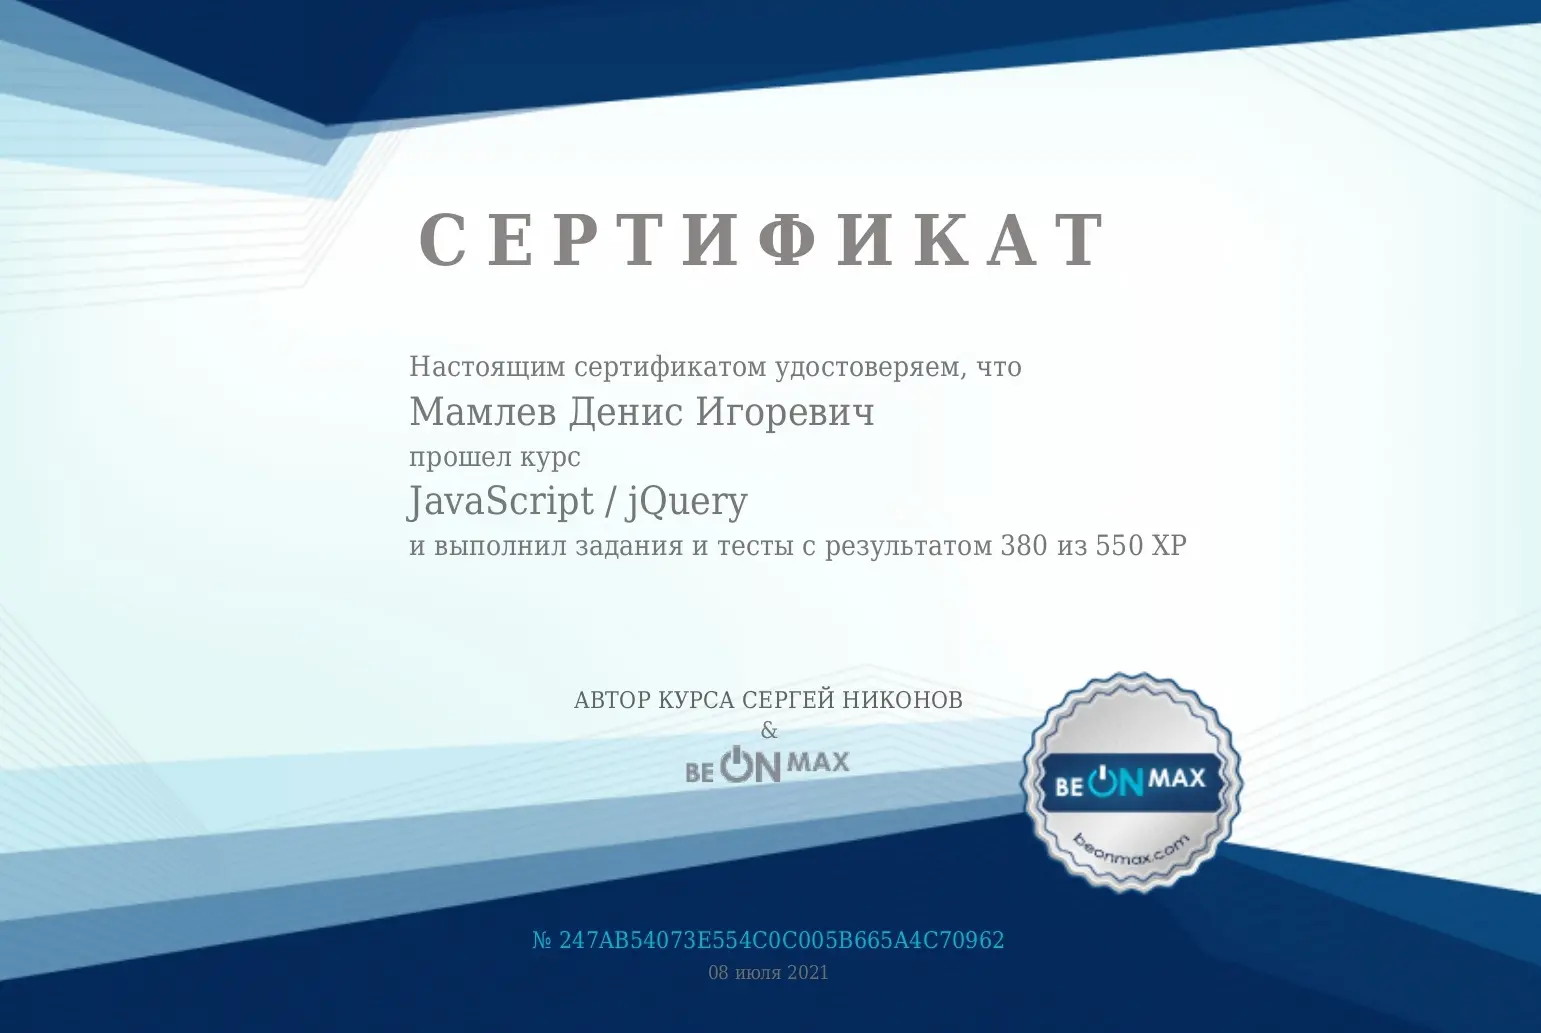 СЕРТИФИКАТ
Настоящим сертификатом удостоверяем, что
Мамлев Денис Игоревич
прошел курс
JavaScript / jQuery
и выполнил задания и тесты с результатом 380 из 550 XP
АВТОР КУРСА СЕРГЕЙ НИКОНОВ
&
BE ON MAX
BE ON MAX
beonmax.com
№ 247AB54073E554C0C005B665A4C70962
08 июля 2021